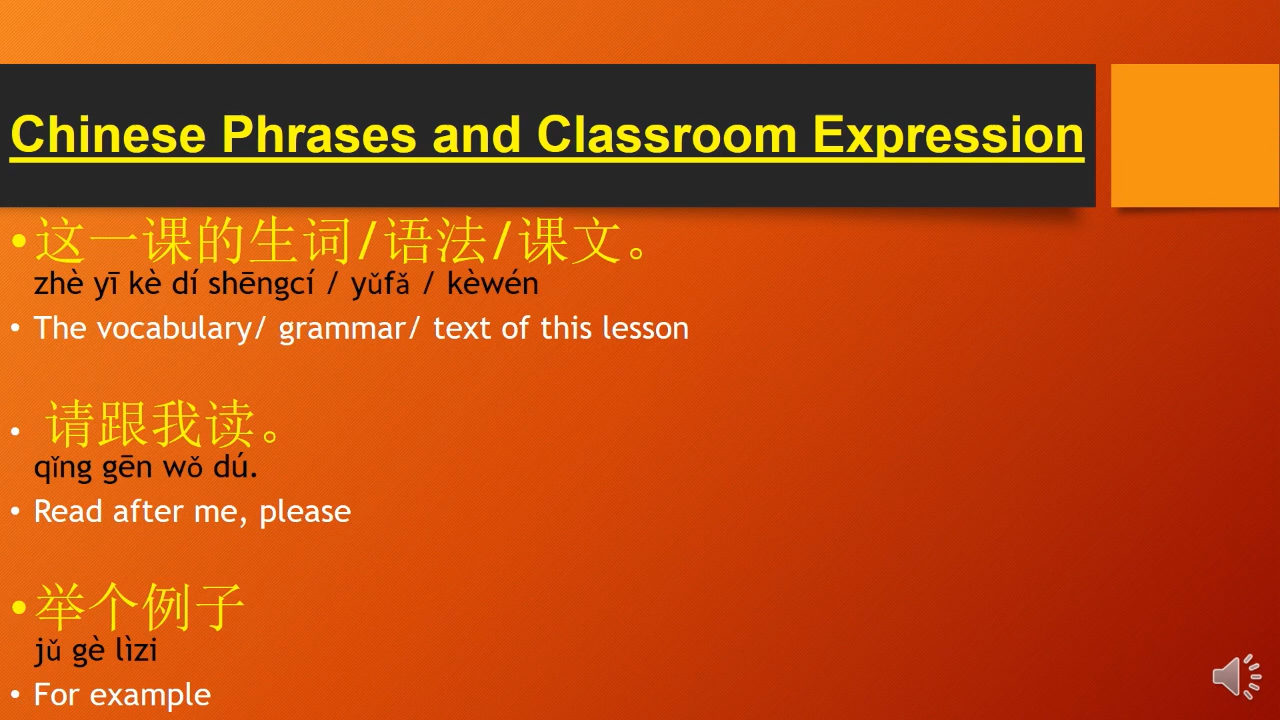 Chinese Phrases and Classroom Expression
•这一课的生词/语法/课文。
zhè yī kè dí shēngcí / yǔfǎ / kèwén
• The vocabulary/ grammar/ text of this lesson
• 请跟我读。
qǐng gēn wǒ dú.
• Read after me, please
•举个例子
jǔ gè lìzi
• For example